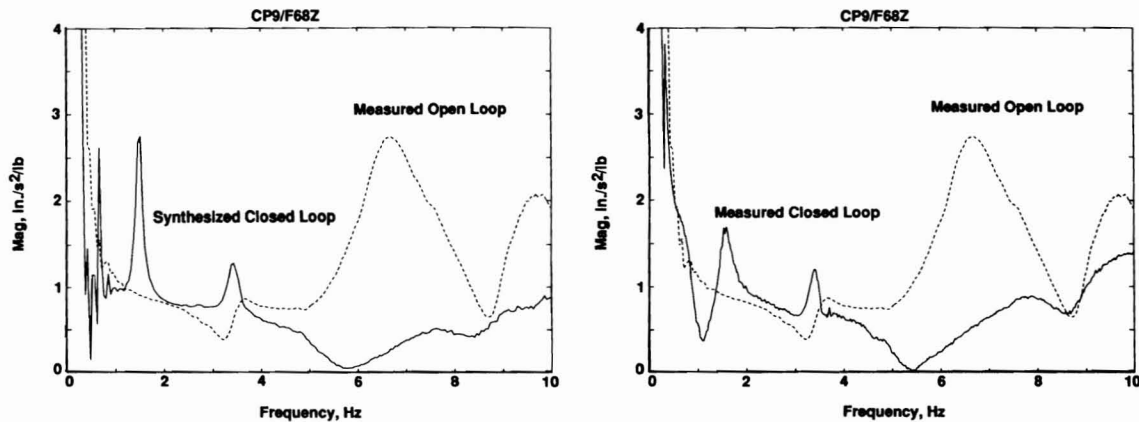 CP9/F68Z
4
3
2
1
0
Mag, in./s²/lb
Measured Open Loop
Synthesized Closed Loop
0 2 4 6 8 10
Frequency, Hz
CP9/F68Z
4
3
2
1
0
Mag, in./s²/lb
Measured Open Loop
Measured Closed Loop
0 2 4 6 8 10
Frequency, Hz